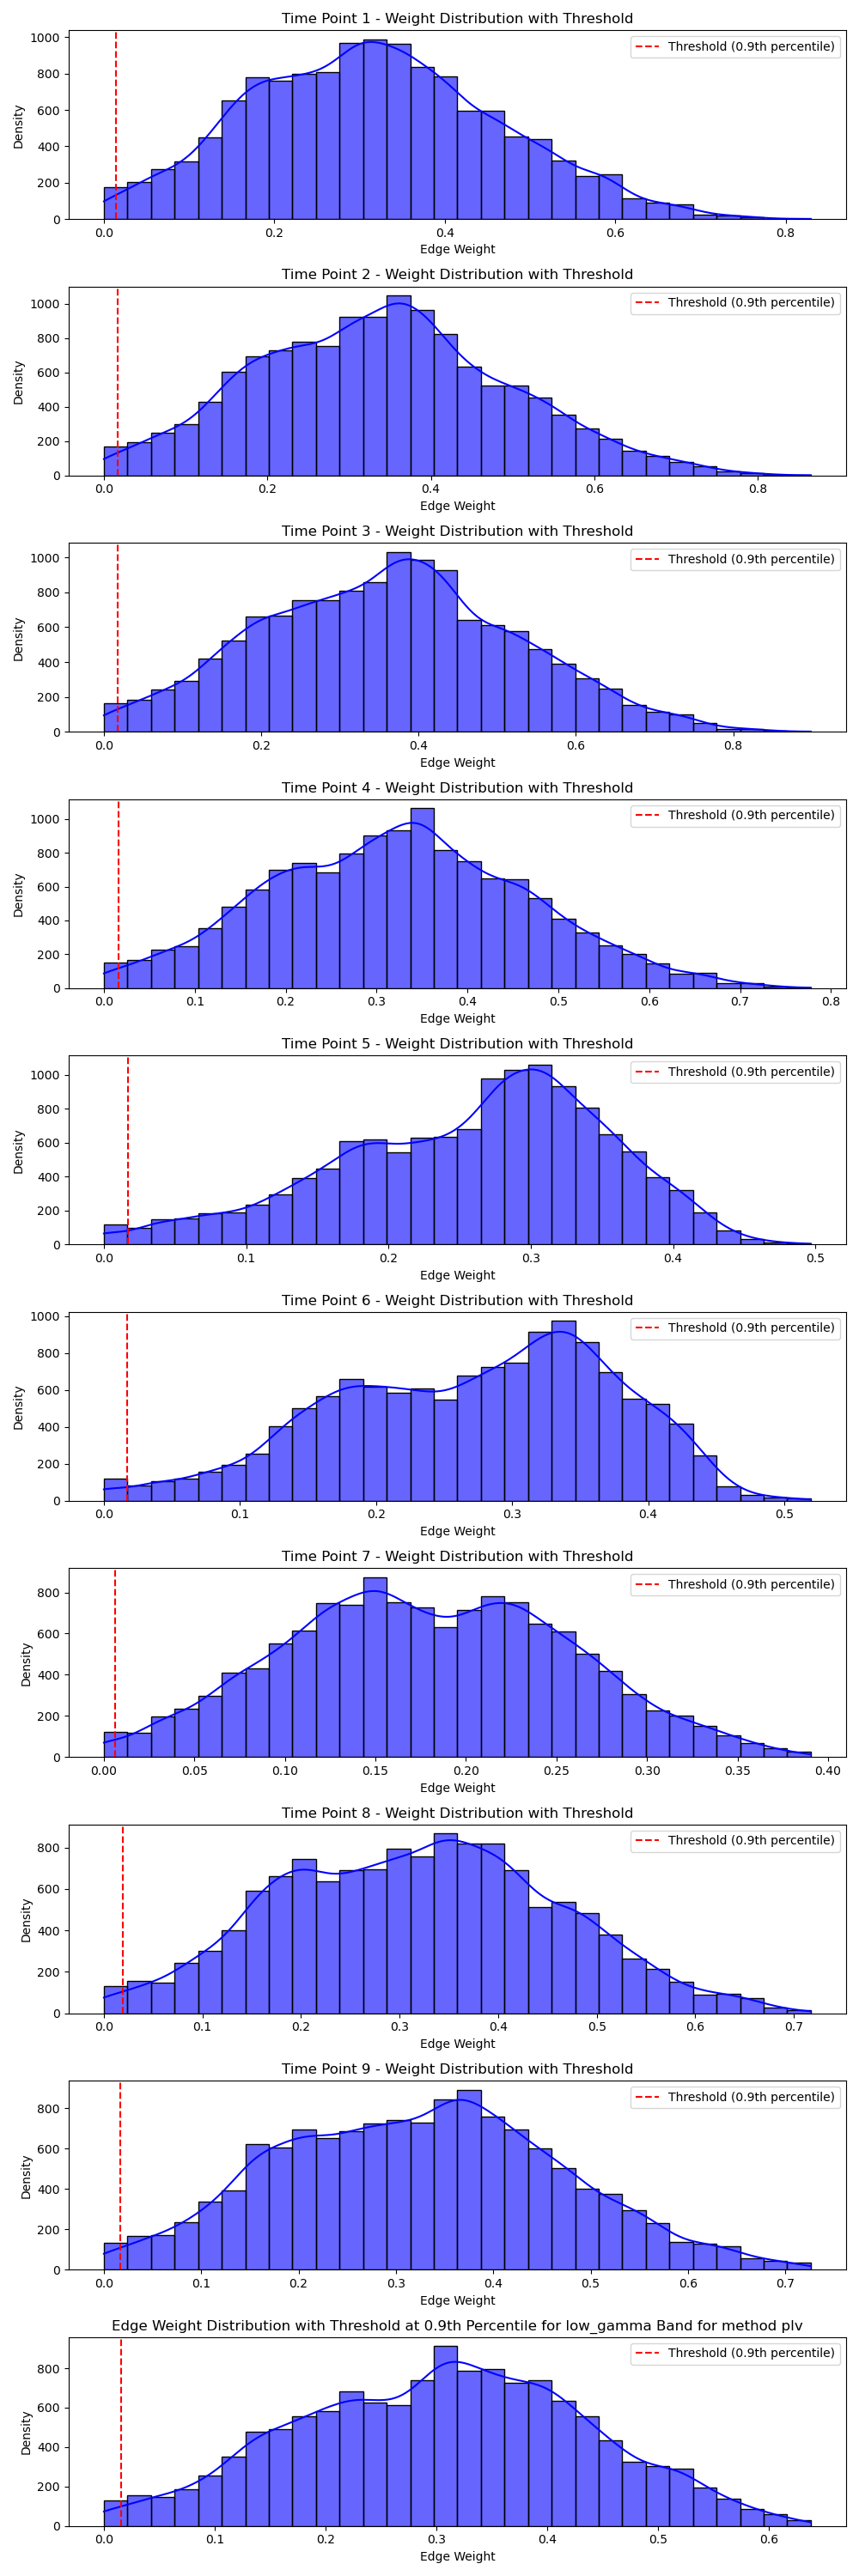 Time Point 1 - Weight Distribution with Threshold
Threshold (0.9th percentile)
Density
1000
800
600
400
200
0
0.0 0.2 0.4 0.6 0.8
Edge Weight
Time Point 2 - Weight Distribution with Threshold
Threshold (0.9th percentile)
Density
1000
800
600
400
200
0
0.0 0.2 0.4 0.6 0.8
Edge Weight
Time Point 3 - Weight Distribution with Threshold
Threshold (0.9th percentile)
Density
1000
800
600
400
200
0
0.0 0.2 0.4 0.6 0.8
Edge Weight
Time Point 4 - Weight Distribution with Threshold
Threshold (0.9th percentile)
Density
1000
800
600
400
200
0
0.0 0.1 0.2 0.3 0.4 0.5 0.6 0.7 0.8
Edge Weight
Time Point 5 - Weight Distribution with Threshold
Threshold (0.9th percentile)
Density
1000
800
600
400
200
0
0.0 0.1 0.2 0.3 0.4 0.5
Edge Weight
Time Point 6 - Weight Distribution with Threshold
Threshold (0.9th percentile)
Density
1000
800
600
400
200
0
0.0 0.1 0.2 0.3 0.4 0.5
Edge Weight
Time Point 7 - Weight Distribution with Threshold
Threshold (0.9th percentile)
Density
800
600
400
200
0
0.00 0.05 0.10 0.15 0.20 0.25 0.30 0.35 0.40
Edge Weight
Time Point 8 - Weight Distribution with Threshold
Threshold (0.9th percentile)
Density
800
600
400
200
0
0.0 0.1 0.2 0.3 0.4 0.5 0.6 0.7
Edge Weight
Time Point 9 - Weight Distribution with Threshold
Threshold (0.9th percentile)
Density
800
600
400
200
0
0.0 0.1 0.2 0.3 0.4 0.5 0.6 0.7
Edge Weight
Edge Weight Distribution with Threshold at 0.9th Percentile for low_gamma Band for method plv
Threshold (0.9th percentile)
Density
800
600
400
200
0
0.0 0.1 0.2 0.3 0.4 0.5 0.6
Edge Weight